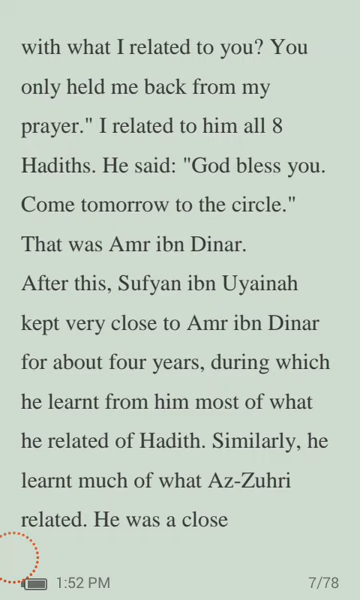 with what I related to you? You
only held me back from my
prayer." I related to him all 8
Hadiths. He said: "God bless you.
Come tomorrow to the circle."
That was Amr ibn Dinar.
After this, Sufyan ibn Uyainah
kept very close to Amr ibn Dinar
for about four years, during which
he learnt from him most of what
he related of Hadith. Similarly, he
learnt much of what Az-Zuhri
related. He was a close
1:52 PM 7/78